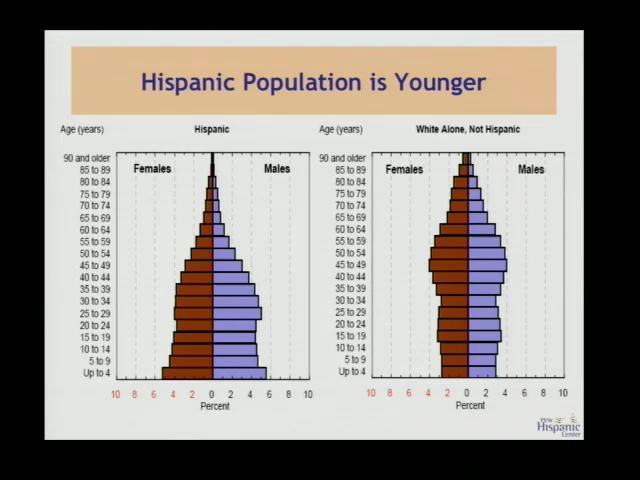 Hispanic Population is Younger
Age (years)
Hispanic
90 and older
85 to 89
80 to 84
75 to 79
70 to 74
65 to 69
60 to 64
55 to 59
50 to 54
45 to 49
40 to 44
35 to 39
30 to 34
25 to 29
20 to 24
15 to 19
10 to 14
5 to 9
Up to 4
Females
Males
10 8 6 4 2 0 2 4 6 8 10
Percent
Age (years)
White Alone, Not Hispanic
90 and older
85 to 89
80 to 84
75 to 79
70 to 74
65 to 69
60 to 64
55 to 59
50 to 54
45 to 49
40 to 44
35 to 39
30 to 34
25 to 29
20 to 24
15 to 19
10 to 14
5 to 9
Up to 4
Females
Males
10 8 6 4 2 0 2 4 6 8 10
Percent
Pew
Hispanic
Center